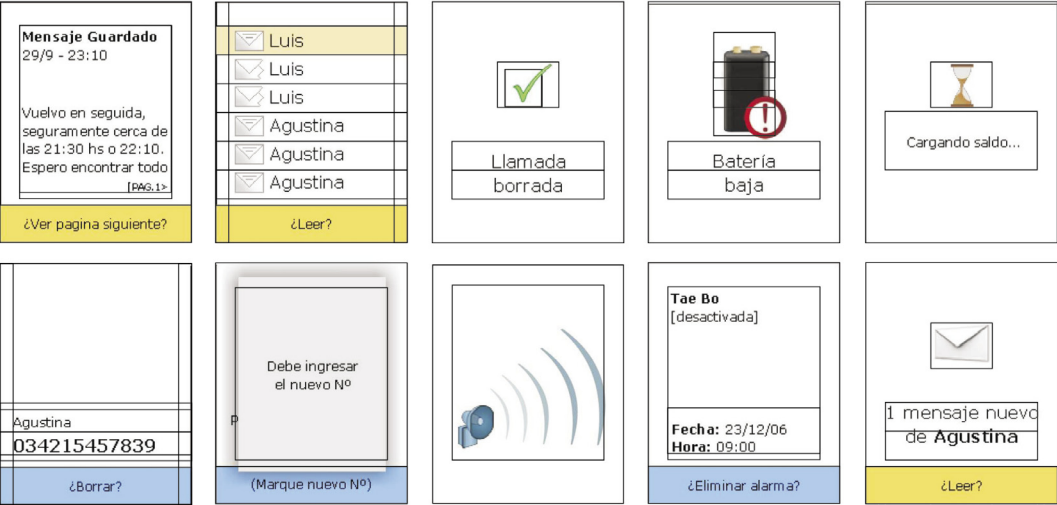 Mensaje Guardado
29/9 - 23:10
Vuelvo en seguida,
seguramente cerca de
las 21:30 hs o 22:10.
Espero encontrar todo
[PAG.1>
¿Ver pagina siguiente?
Luis
Luis
Luis
Agustina
Agustina
Agustina
¿Leer?
Llamada
borrada
Batería
baja
Cargando saldo...
Agustina
034215457839
¿Borrar?
Debe ingresar
el nuevo Nº
P
(Marque nuevo Nº)
Tae Bo
[desactivada]
Fecha: 23/12/06
Hora: 09:00
¿Eliminar alarma?
1 mensaje nuevo
de Agustina
¿Leer?